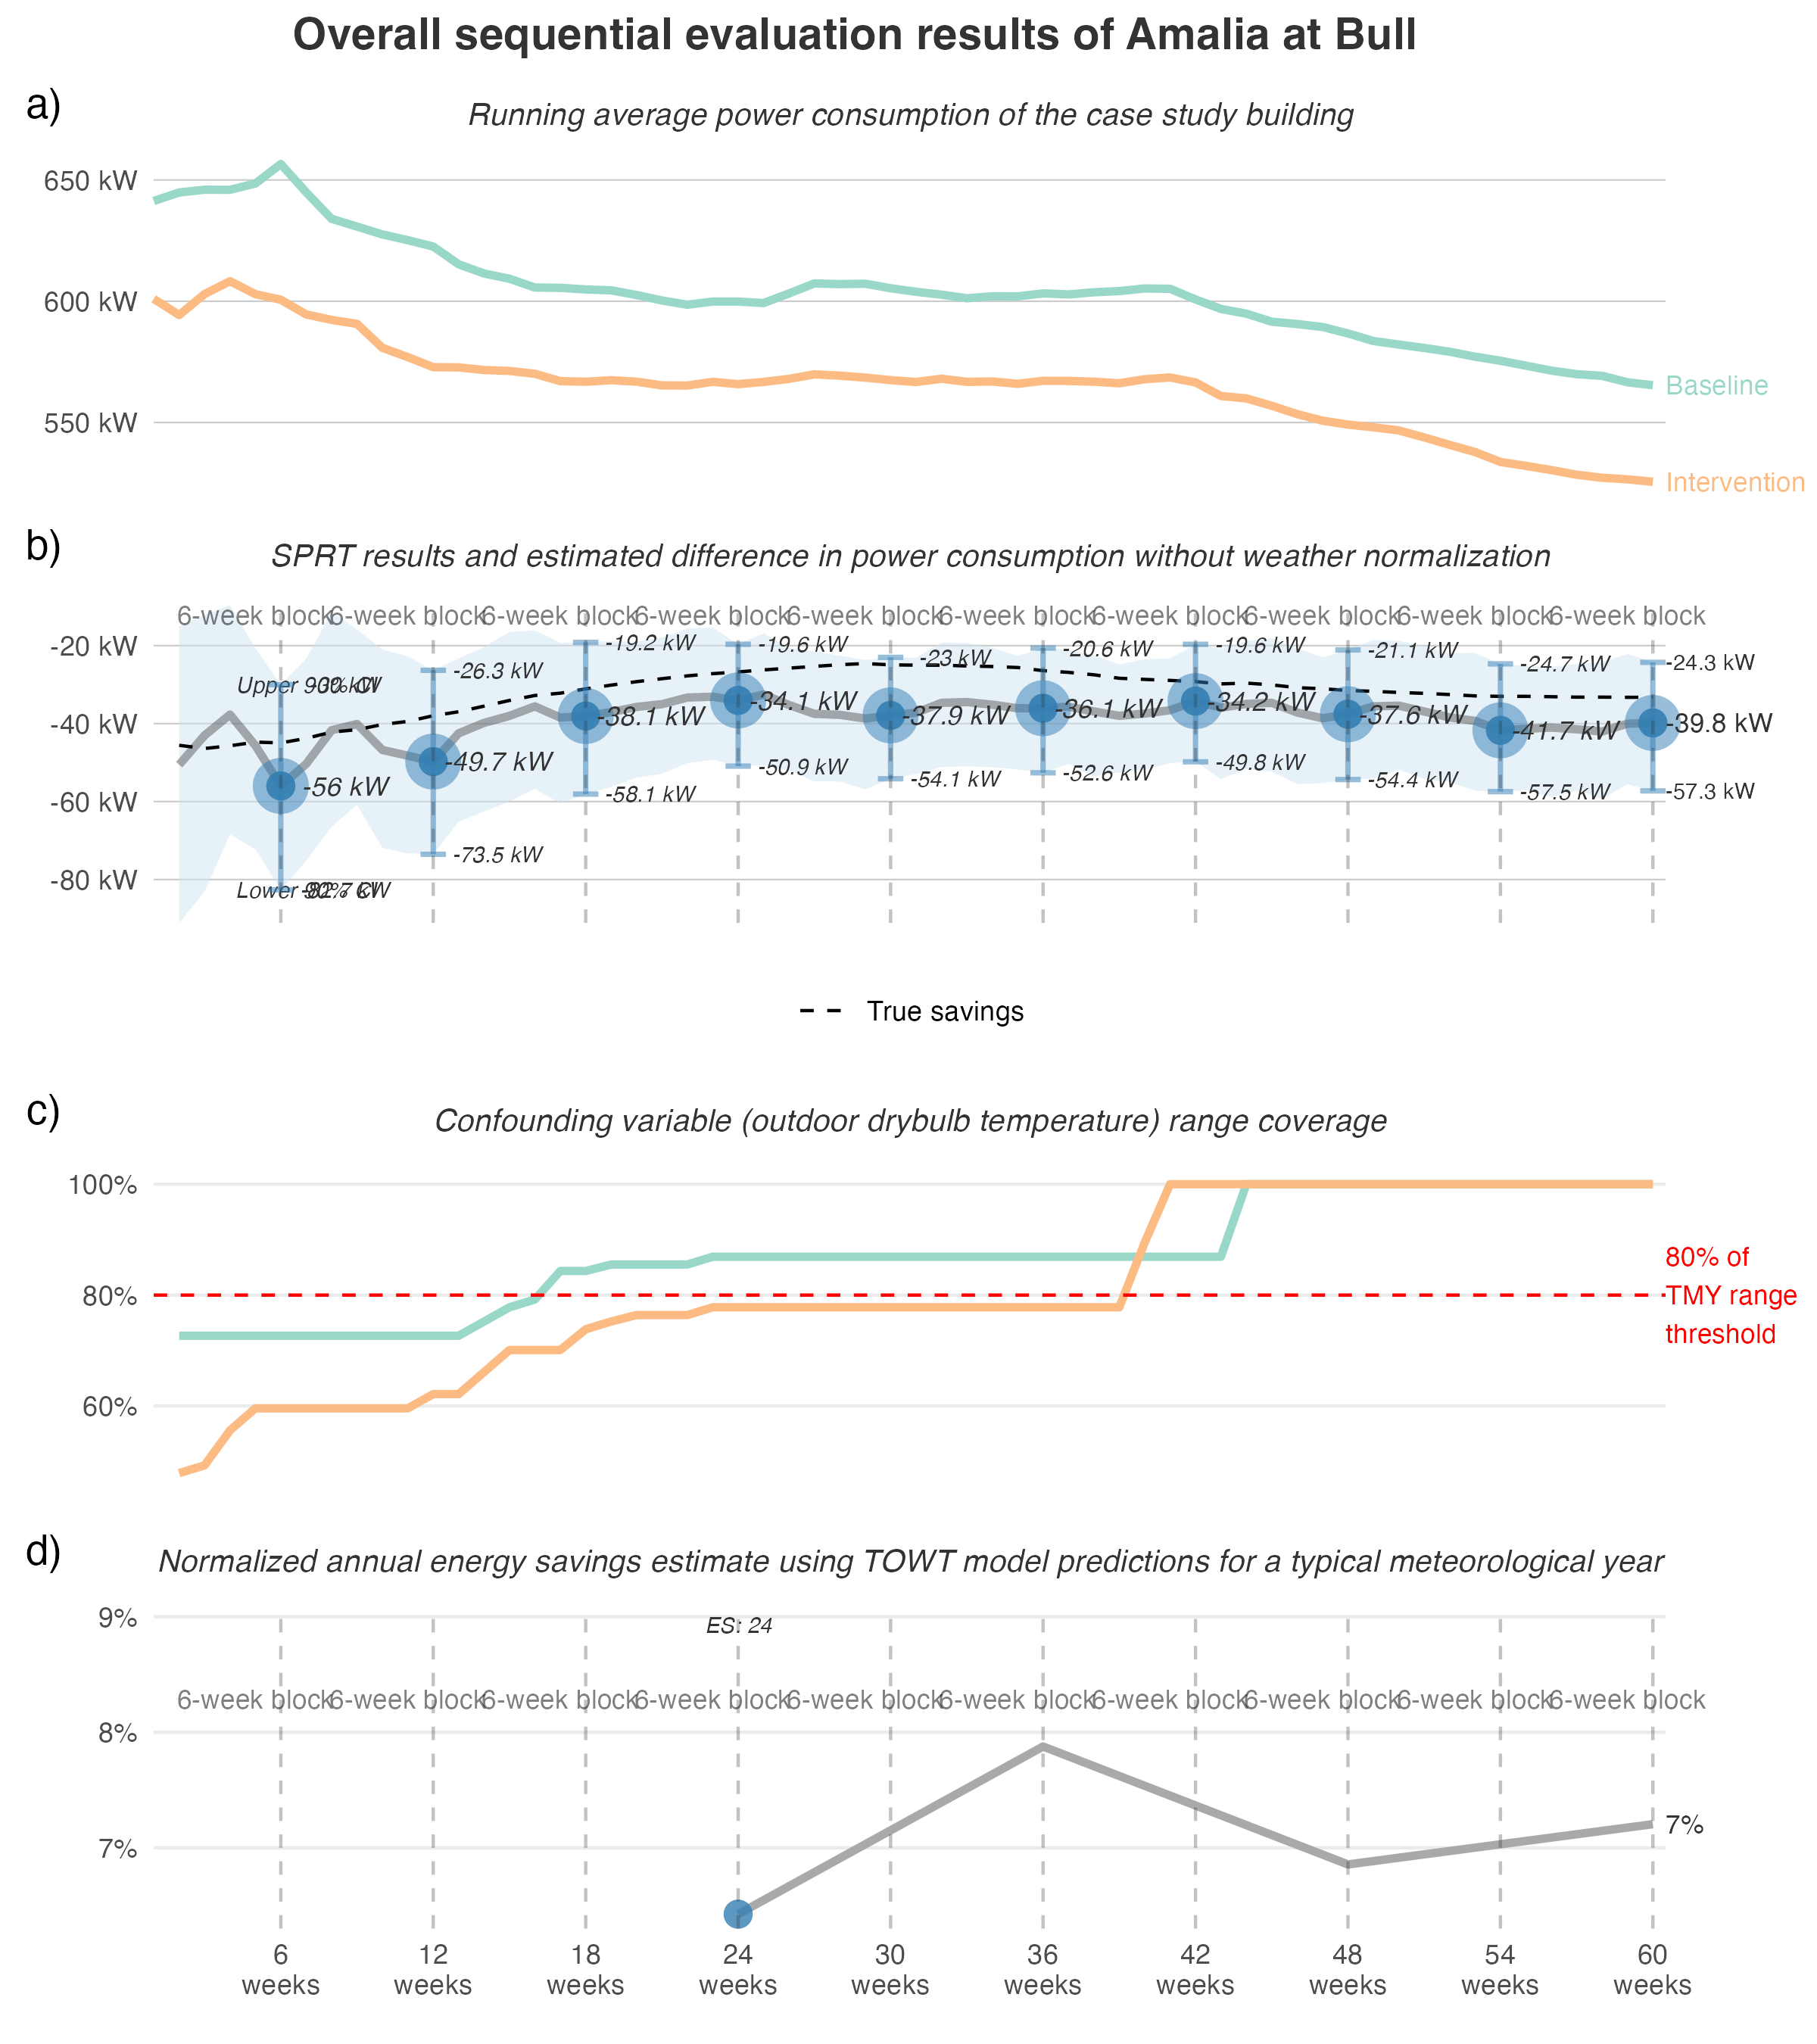 Overall sequential evaluation results of Amalia at Bull
a)
Running average power consumption of the case study building
650 kW
600 kW
550 kW
Baseline
Intervention
b)
SPRT results and estimated difference in power consumption without weather normalization
6-week block 6-week block 6-week block 6-week block 6-week block 6-week block 6-week block 6-week block 6-week block 6-week block
-20 kW
-40 kW
-60 kW
-80 kW
Upper 90% CI
-30 kW
-56 kW
Lower 90% CI
-82.7 kW
-26.3 kW
-49.7 kW
-73.5 kW
-19.2 kW
-38.1 kW
-58.1 kW
-19.6 kW
-34.1 kW
-50.9 kW
-23 kW
-37.9 kW
-54.1 kW
-20.6 kW
-36.1 kW
-52.6 kW
-19.6 kW
-34.2 kW
-49.8 kW
-21.1 kW
-37.6 kW
-54.4 kW
-24.7 kW
-41.7 kW
-57.5 kW
-24.3 kW
-39.8 kW
-57.3 kW
True savings
c)
Confounding variable (outdoor drybulb temperature) range coverage
100%
80%
60%
80% of
TMY range
threshold
d)
Normalized annual energy savings estimate using TOWT model predictions for a typical meteorological year
9%
8%
7%
ES: 24
6-week block 6-week block 6-week block 6-week block 6-week block 6-week block 6-week block 6-week block 6-week block 6-week block
7%
6 12 18 24 30 36 42 48 54 60
weeks weeks weeks weeks weeks weeks weeks weeks weeks weeks